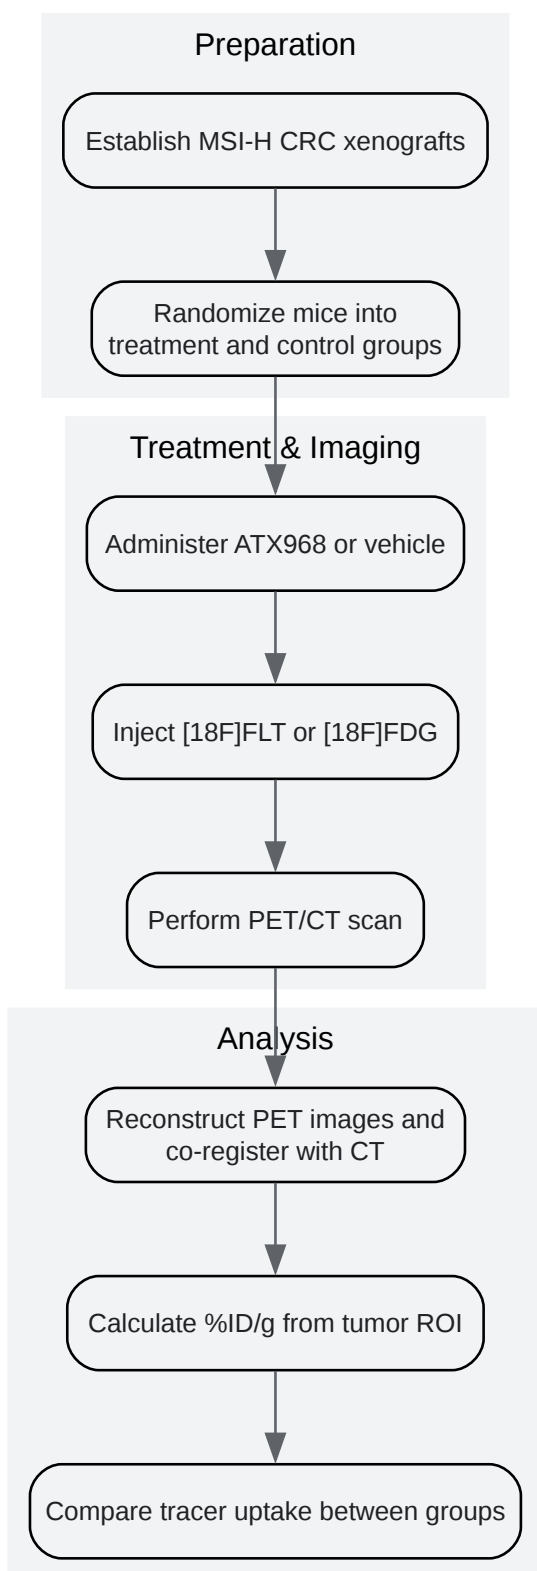 Preparation
Establish MSI-H CRC xenografts
Randomize mice into
treatment and control groups
Treatment & Imaging
Administer ATX968 or vehicle
Inject [18F]FLT or [18F]FDG
Perform PET/CT scan
Analysis
Reconstruct PET images and
co-register with CT
Calculate %ID/g from tumor ROI
Compare tracer uptake between groups